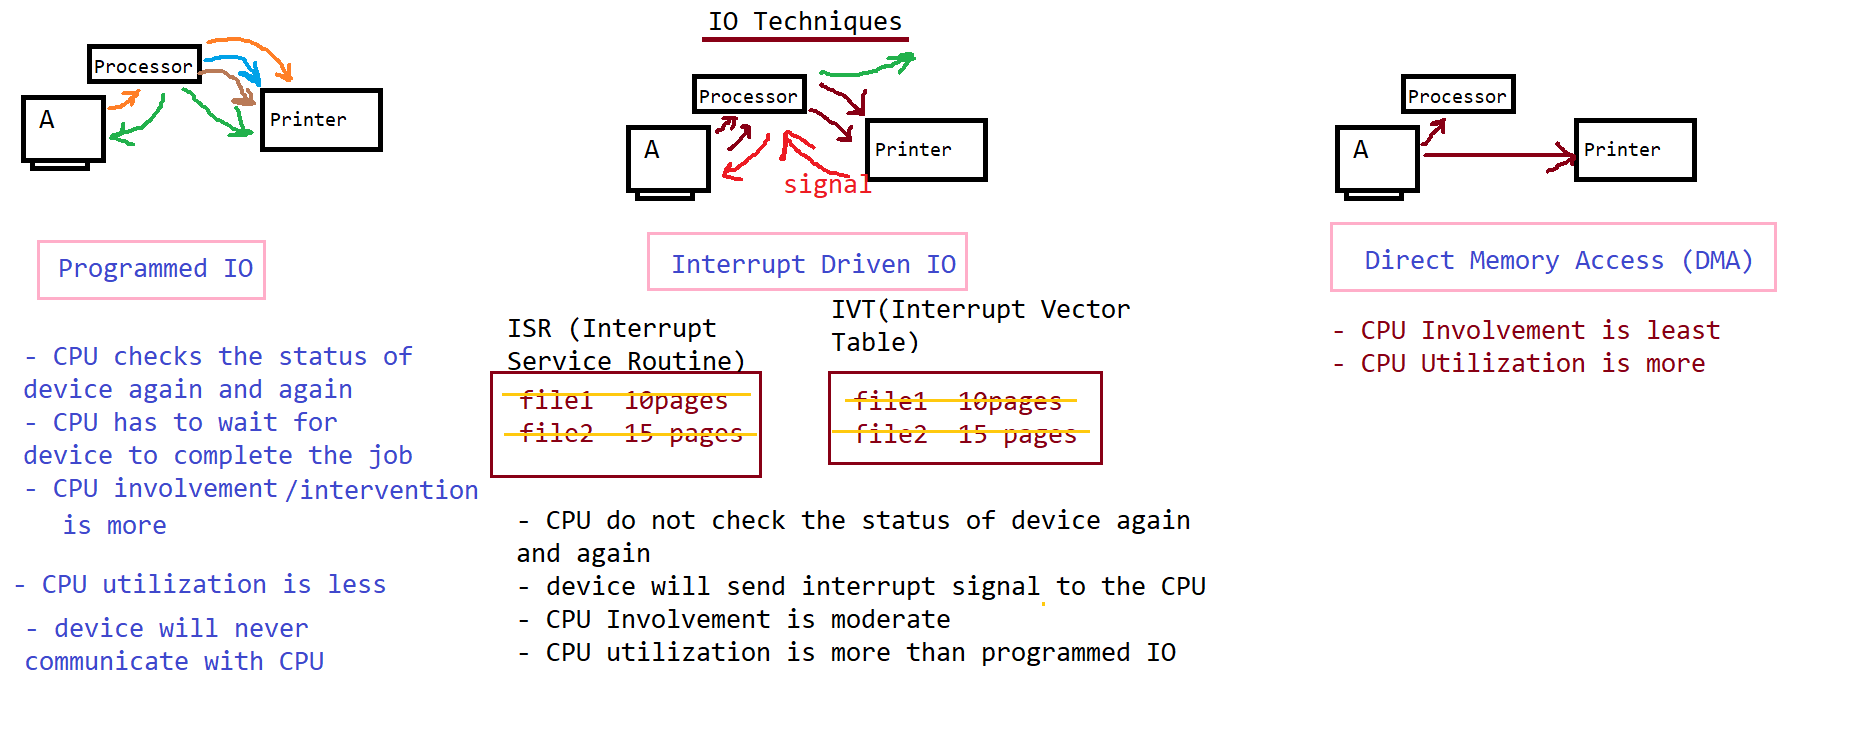 IO Techniques
Processor
A
Printer
Programmed IO
- CPU checks the status of
device again and again
- CPU has to wait for
device to complete the job
- CPU involvement /intervention
is more
- CPU utilization is less
- device will never
communicate with CPU
Processor
A
Printer
signal
Interrupt Driven IO
ISR (Interrupt
Service Routine)
file1 10pages
file2 15 pages
IVT(Interrupt Vector
Table)
file1 10pages
file2 15 pages
- CPU do not check the status of device again
and again
- device will send interrupt signal to the CPU
- CPU Involvement is moderate
- CPU utilization is more than programmed IO
Processor
A
Printer
Direct Memory Access (DMA)
- CPU Involvement is least
- CPU Utilization is more